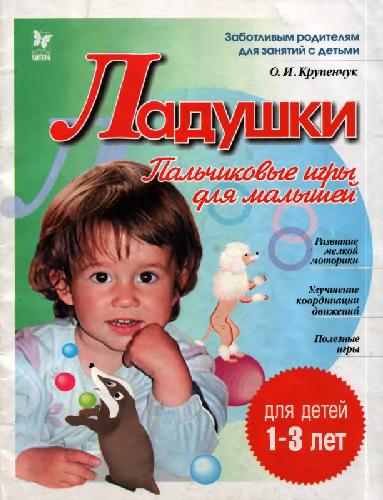 ЛИТЕРА
Заботливым родителям
для занятий с детьми
О. И. Крупенчук
Ладушки
Пальчиковые игры
для малышей
Развитие
мелкой
моторики
Улучшение
координации
движений
Полезные
игры
для детей
1-3 лет